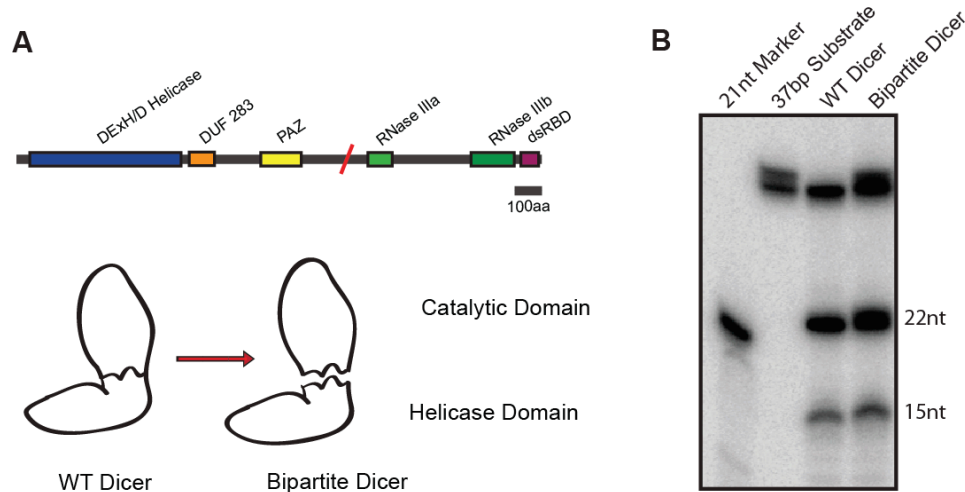 A
DExH/D Helicase
DUF 283
PAZ
RNase IIIa
RNase IIIb
dsRBD
100aa
Catalytic Domain
Helicase Domain
WT Dicer
Bipartite Dicer
B
21nt Marker
37bp Substrate
WT Dicer
Bipartite Dicer
22nt
15nt